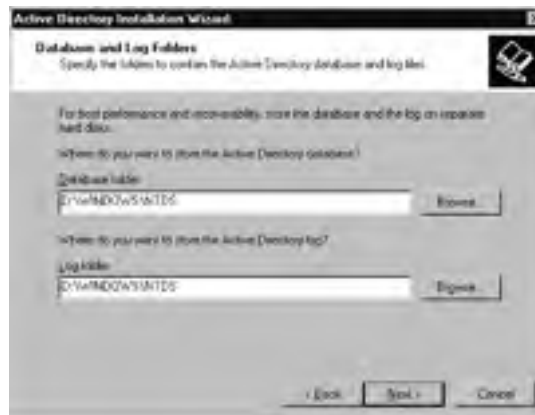 Active Directory Installation Wizard
Database and Log Folders
Specify the folders to contain the Active Directory database and log files.
For best performance and recoverability, store the database and the log on separate
hard disks.
Where do you want to store the Active Directory database?
Database folder:
\WINDOWS\NTDS
Browse...
Where do you want to store the Active Directory log?
Log folder:
\WINDOWS\NTDS
Browse...
< Back
Next >
Cancel